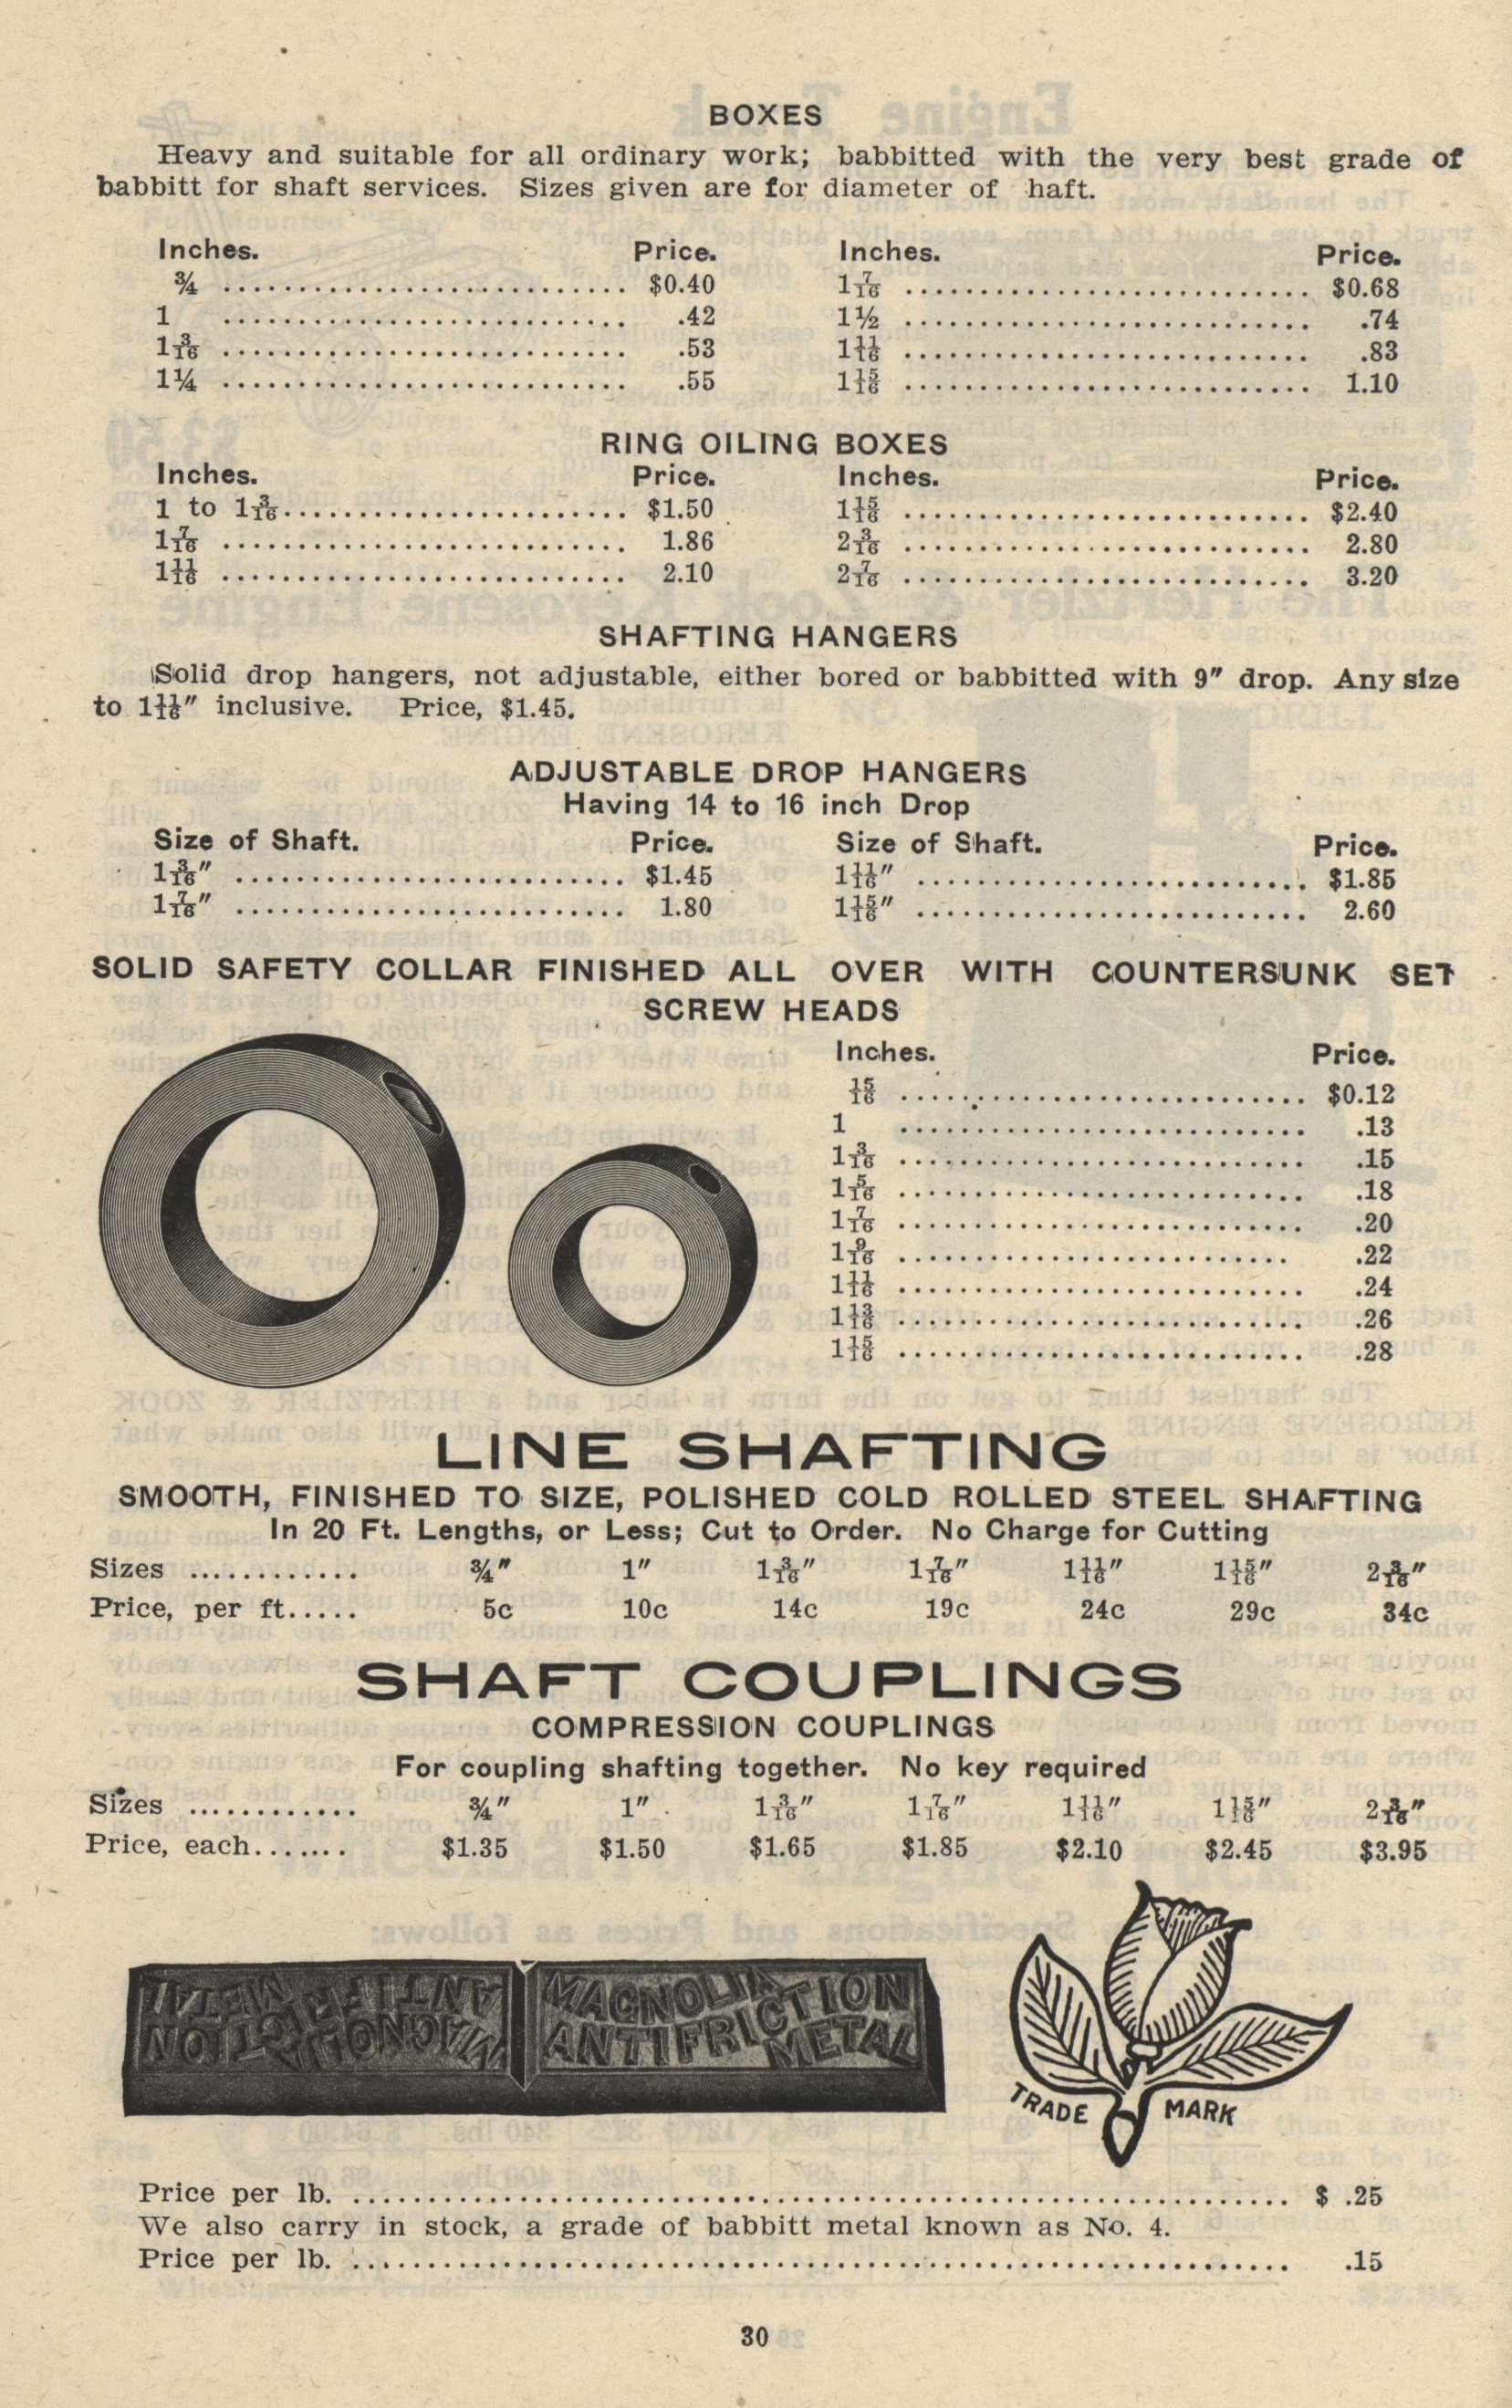 BOXES
Heavy and suitable for all ordinary work; babbitted with the very best grade of
babbitt for shaft services. Sizes given are for diameter of haft.
Inches. Price. Inches. Price.
¾ ........................... $0.40 1 7/16 ........................... $0.68
1 ........................... .42 1½ ........................... .74
1 3/16 ........................... .53 1 11/16 ........................... .83
1¼ ........................... .55 1 15/16 ........................... 1.10
RING OILING BOXES
Inches. Price. Inches. Price.
1 to 1 3/16....................... $1.50 1 15/16 ........................... $2.40
1 7/16 ........................... 1.86 2 3/16 ........................... 2.80
1 11/16 ........................... 2.10 2 7/16 ........................... 3.20
SHAFTING HANGERS
Solid drop hangers, not adjustable, either bored or babbitted with 9″ drop. Any size
to 1 11/16″ inclusive. Price, $1.45.
ADJUSTABLE DROP HANGERS
Having 14 to 16 inch Drop
Size of Shaft. Price. Size of Shaft. Price.
1 3/16″ .......................... $1.45 1 11/16″ .......................... $1.85
1 7/16″ .......................... 1.80 1 15/16″ .......................... 2.60
SOLID SAFETY COLLAR FINISHED ALL OVER WITH COUNTERSUNK SET
SCREW HEADS
Inches. Price.
15/16 ........................... $0.12
1 ........................... .13
1 3/16 ........................... .15
1 5/16 ........................... .18
1 7/16 ........................... .20
1 9/16 .......................... .22
1 11/16 ........................... .24
1 13/16 ........................... .26
1 15/16 ........................... .28
LINE SHAFTING
SMOOTH, FINISHED TO SIZE, POLISHED COLD ROLLED STEEL SHAFTING
In 20 Ft. Lengths, or Less; Cut to Order. No Charge for Cutting
Sizes ............ ¾″ 1″ 1 3/16″ 1 7/16″ 1 11/16″ 1 15/16″ 2 3/16″
Price, per ft..... 5c 10c 14c 19c 24c 29c 34c
SHAFT COUPLINGS
COMPRESSION COUPLINGS
For coupling shafting together. No key required
Sizes ............ ¾″ 1″ 1 3/16″ 1 7/16″ 1 11/16″ 1 15/16″ 2 3/16″
Price, each....... $1.35 $1.50 $1.65 $1.85 $2.10 $2.45 $3.95
MAGNOLIA ANTIFRICTION METAL
MAGNOLIA
ANTIFRICTION
METAL
TRADE MARK
Price per lb. .............................................................. $ .25
We also carry in stock, a grade of babbitt metal known as No. 4.
Price per lb. .............................................................. .15
30